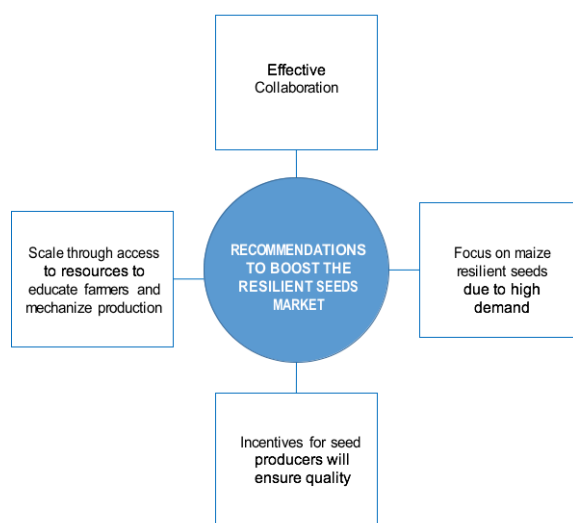 Effective
Collaboration
Scale through access
to resources to
educate farmers and
mechanize production
RECOMMENDATIONS
TO BOOST THE
RESILIENT SEEDS
MARKET
Focus on maize
resilient seeds
due to high
demand
Incentives for seed
producers will
ensure quality